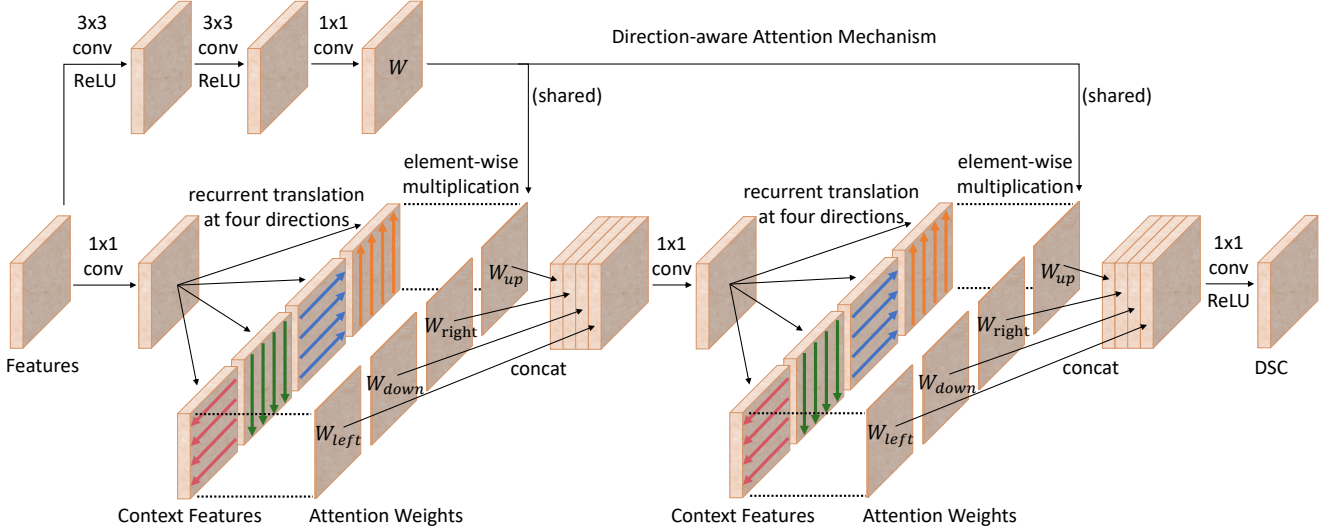 3x3
conv
ReLU
3x3
conv
ReLU
1x1
conv
W
Direction-aware Attention Mechanism
(shared)
(shared)
element-wise
multiplication
element-wise
multiplication
recurrent translation
at four directions
recurrent translation
at four directions
1x1
conv
Features
W_up
W_right
W_down
W_left
concat
1x1
conv
W_up
W_right
W_down
W_left
concat
1x1
conv
ReLU
DSC
Context Features
Attention Weights
Context Features
Attention Weights